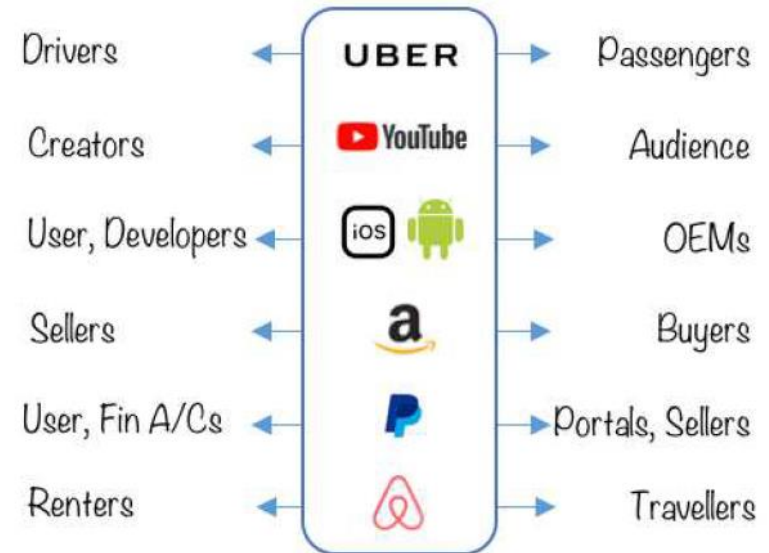 Drivers UBER Passengers
Creators YouTube Audience
User, Developers iOS OEMs
Sellers a Buyers
User, Fin A/Cs P Portals, Sellers
Renters Travellers